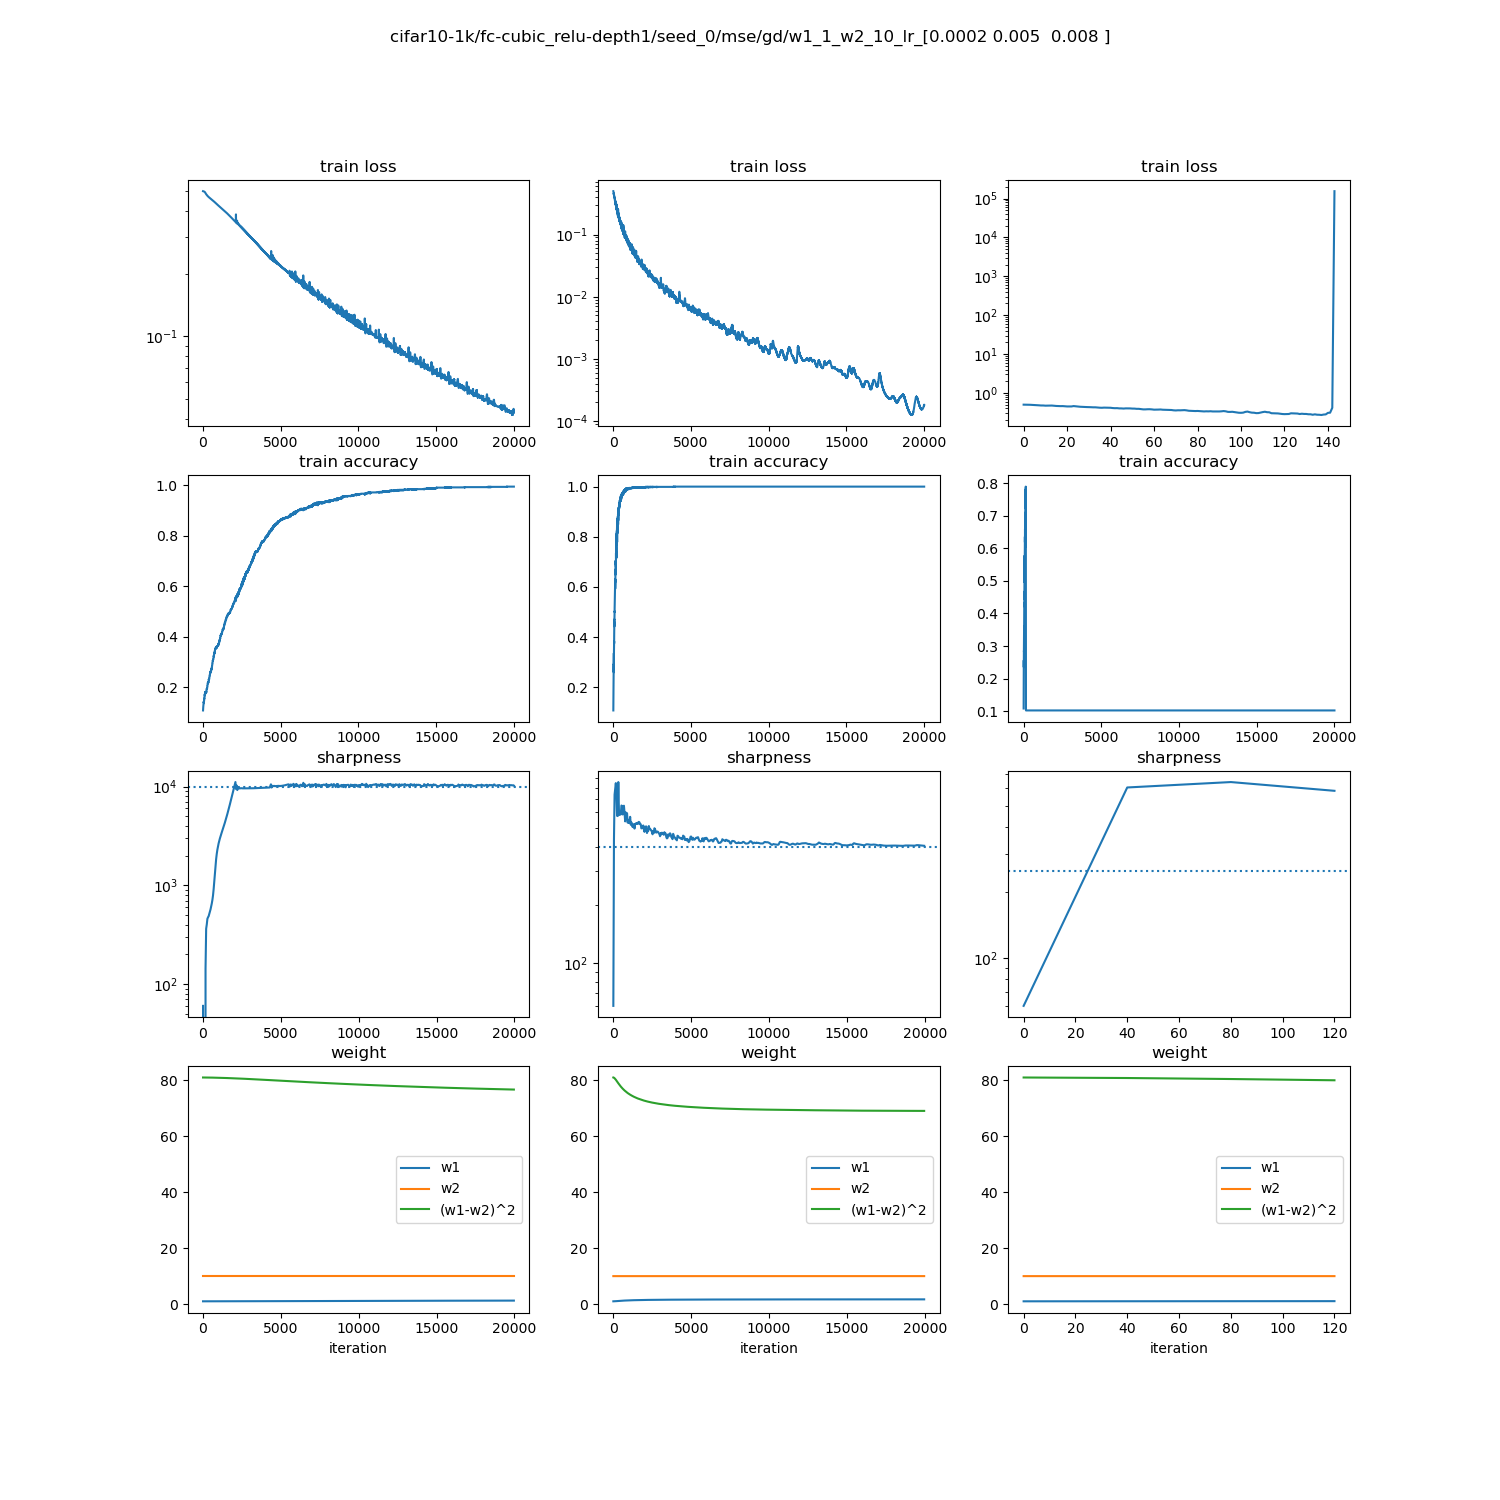 cifar10-1k/fc-cubic_relu-depth1/seed_0/mse/gd/w1_1_w2_10_lr_[0.0002 0.005  0.008 ]
train loss
train loss
train loss
10^-1
0 5000 10000 15000 20000
10^-1
10^-2
10^-3
10^-4
0 5000 10000 15000 20000
10^5
10^4
10^3
10^2
10^1
10^0
0 20 40 60 80 100 120 140
train accuracy
train accuracy
train accuracy
1.0
0.8
0.6
0.4
0.2
0 5000 10000 15000 20000
1.0
0.8
0.6
0.4
0.2
0 5000 10000 15000 20000
0.8
0.7
0.6
0.5
0.4
0.3
0.2
0.1
0 5000 10000 15000 20000
sharpness
sharpness
sharpness
10^4
10^3
10^2
0 5000 10000 15000 20000
10^2
0 5000 10000 15000 20000
10^2
0 20 40 60 80 100 120
weight
weight
weight
80
60
40
20
0
w1
w2
(w1-w2)^2
0 5000 10000 15000 20000
iteration
80
60
40
20
0
w1
w2
(w1-w2)^2
0 5000 10000 15000 20000
iteration
80
60
40
20
0
w1
w2
(w1-w2)^2
0 20 40 60 80 100 120
iteration